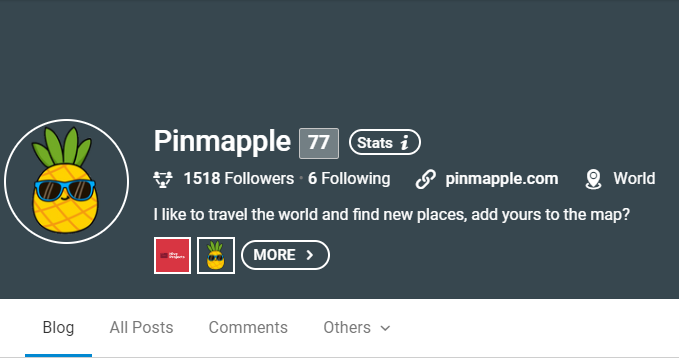 Pinmapple 77 Stats i
1518 Followers • 6 Following pinmapple.com World
I like to travel the world and find new places, add yours to the map?
MORE >
Blog All Posts Comments Others